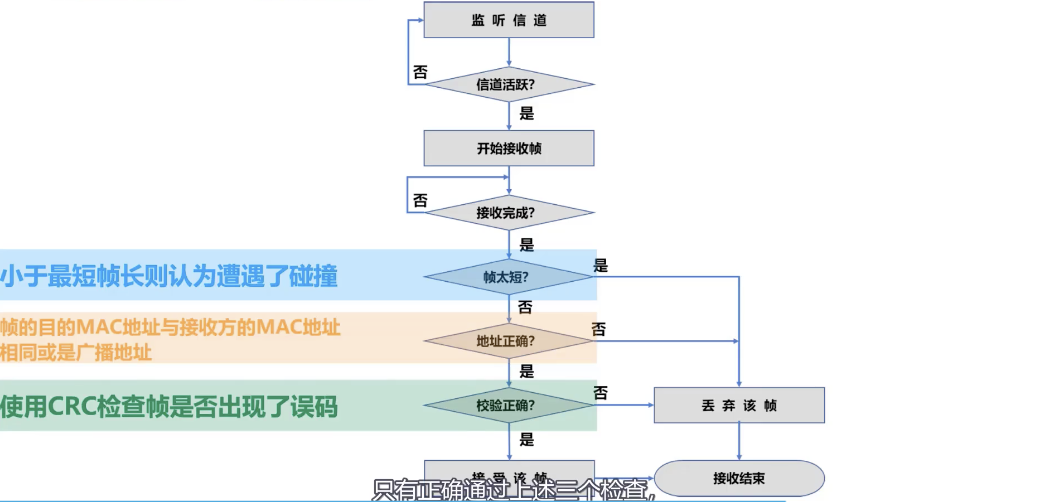 监听信道
否
信道活跃？
是
开始接收帧
否
接收完成？
是
小于最短帧长则认为遭遇了碰撞
帧太短？
是
否
帧的目的MAC地址与接收方的MAC地址
相同或是广播地址
地址正确？
否
是
使用CRC检查帧是否出现了误码
校验正确？
否
丢弃该帧
是
接受该帧
接收结束
只有正确通过上述三个检查，